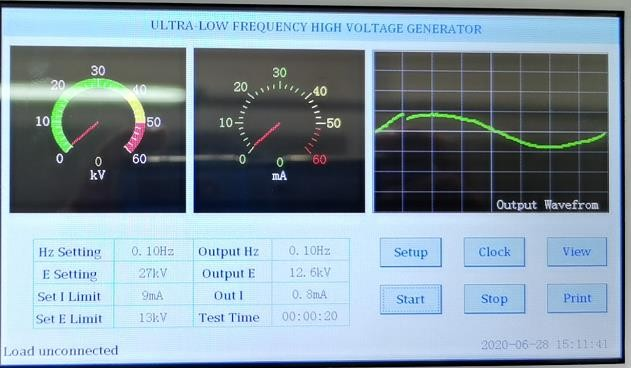 ULTRA-LOW FREQUENCY HIGH VOLTAGE GENERATOR
0 10 20 30 40 50 60
0
kV
0 10 20 30 40 50 60
0
mA
Output Wavefrom
Hz Setting 0.10Hz Output Hz 0.10Hz
E Setting 27kV Output E 12.6kV
Set I Limit 9mA Out I 0.8mA
Set E Limit 13kV Test Time 00:00:20
Setup Clock View
Start Stop Print
Load unconnected
2020-06-28 15:11:41